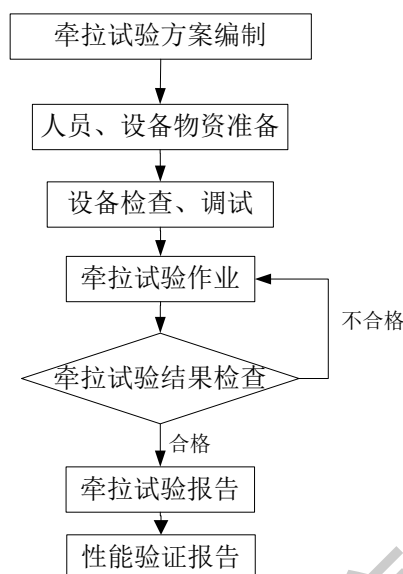 牵拉试验方案编制
人员、设备物资准备
设备检查、调试
牵拉试验作业
不合格
牵拉试验结果检查
合格
牵拉试验报告
性能验证报告